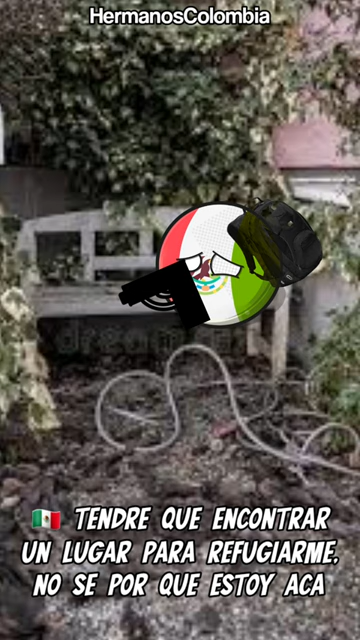 HermanosColombia
🇲🇽 TENDRE QUE ENCONTRAR
UN LUGAR PARA REFUGIARME.
NO SE POR QUE ESTOY ACA